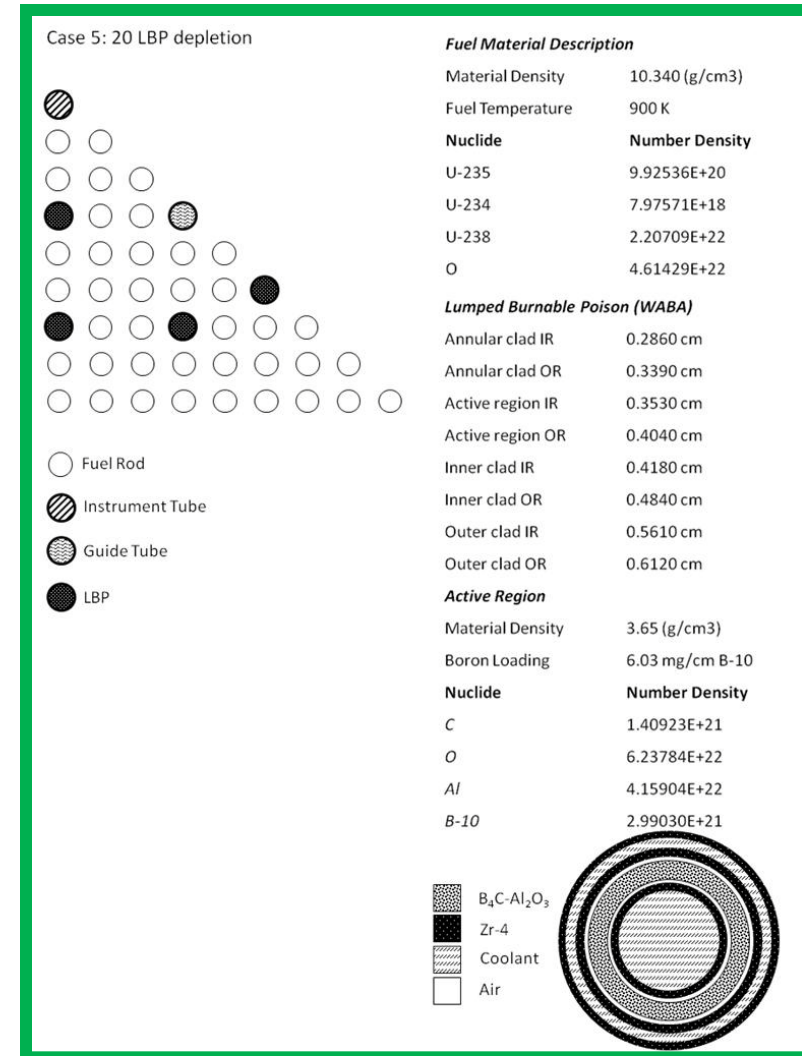 Case 5: 20 LBP depletion
Fuel Rod
Instrument Tube
Guide Tube
LBP
Fuel Material Description
Material Density 10.340 (g/cm3)
Fuel Temperature 900 K
Nuclide Number Density
U-235 9.92536E+20
U-234 7.97571E+18
U-238 2.20709E+22
O 4.61429E+22
Lumped Burnable Poison (WABA)
Annular clad IR 0.2860 cm
Annular clad OR 0.3390 cm
Active region IR 0.3530 cm
Active region OR 0.4040 cm
Inner clad IR 0.4180 cm
Inner clad OR 0.4840 cm
Outer clad IR 0.5610 cm
Outer clad OR 0.6120 cm
Active Region
Material Density 3.65 (g/cm3)
Boron Loading 6.03 mg/cm B-10
Nuclide Number Density
C 1.40923E+21
O 6.23784E+22
Al 4.15904E+22
B-10 2.99030E+21
B₄C-Al₂O₃
Zr-4
Coolant
Air